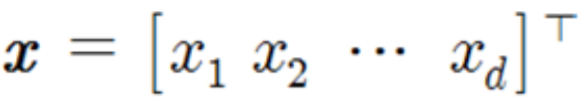 x = [x₁ x₂ ⋯ x_d]^⊤